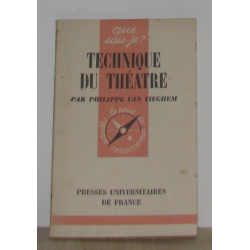 que
sais-je?
TECHNIQUE
DU THÉATRE
PAR PHILIPPE VAN TIEGHEM
PRESSES UNIVERSITAIRES
DE FRANCE